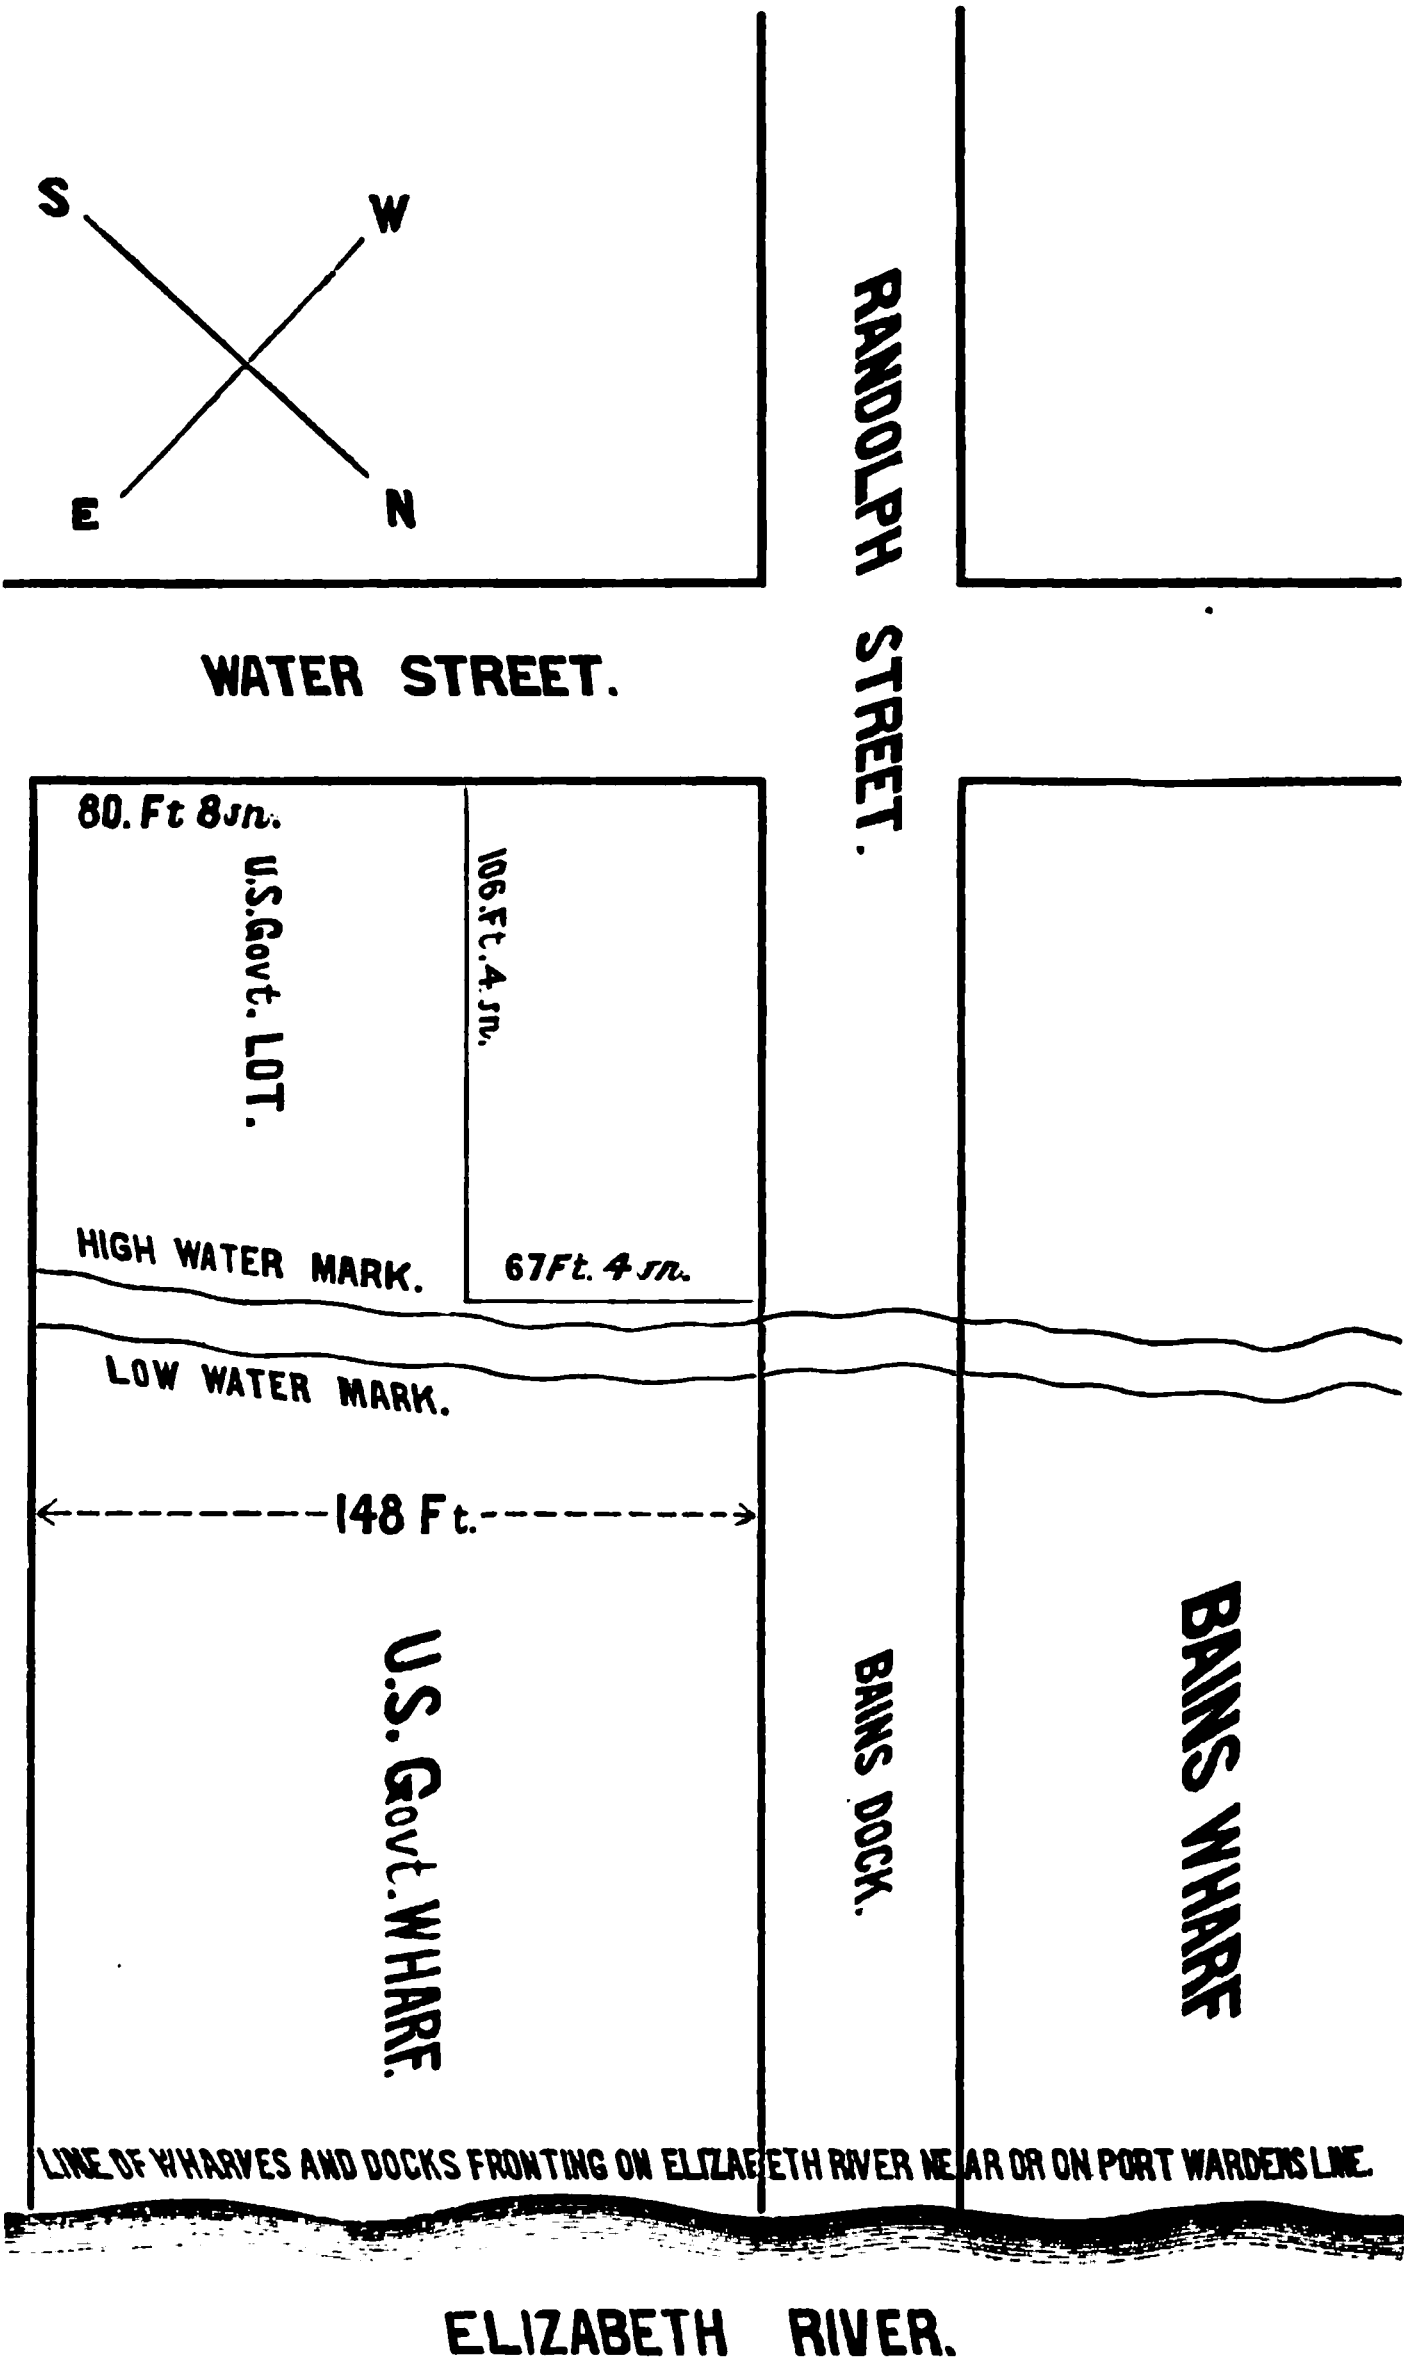 S
W
E
N
RANDOLPH STREET.
WATER STREET.
80. Ft 8 in.
U.S. Govt. LOT.
106. Ft. 4 in.
HIGH WATER MARK.
67 Ft. 4 in.
LOW WATER MARK.
148 Ft.
U.S. Govt. WHARF.
BAINS DOCK.
BAINS WHARF
LINE OF WHARVES AND DOCKS FRONTING ON ELIZABETH RIVER NEAR OR ON PORT WARDENS LINE.
ELIZABETH RIVER.